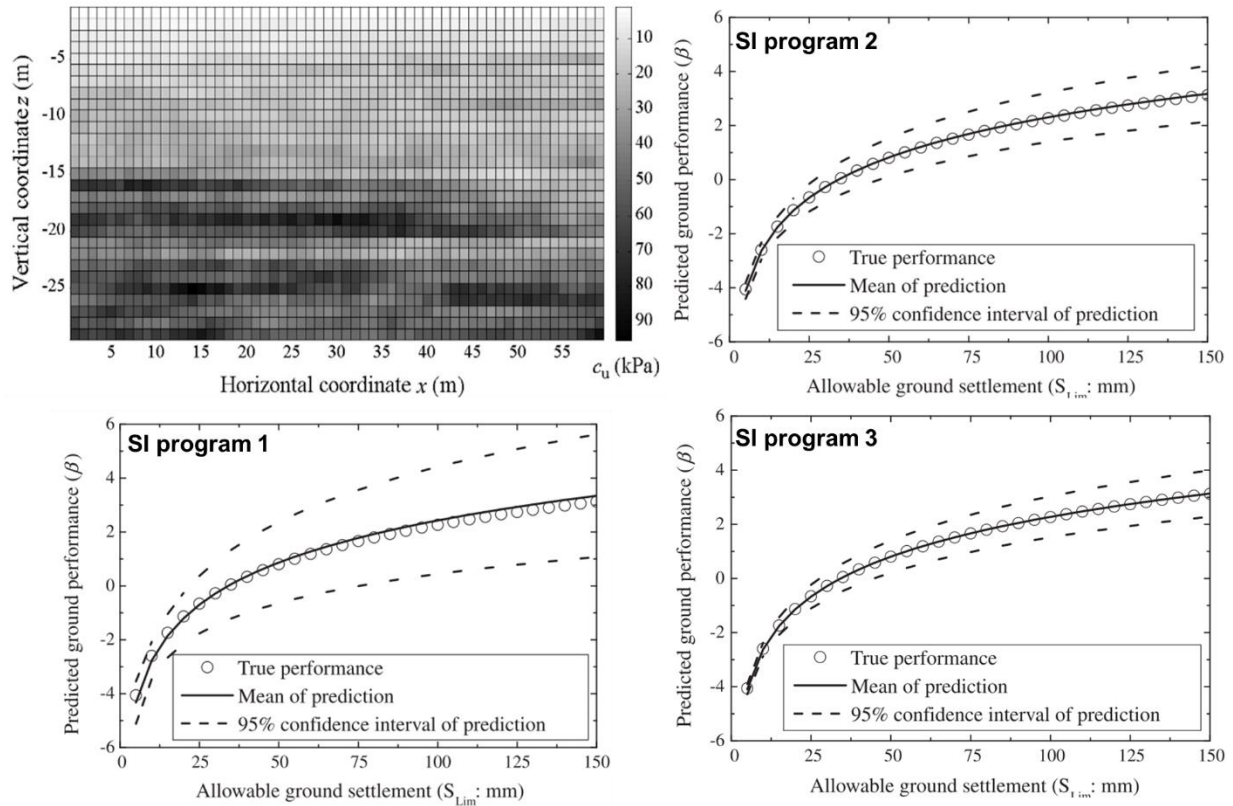 -5
-10
-15
-20
-25
Vertical coordinate z (m)
5 10 15 20 25 30 35 40 45 50 55
Horizontal coordinate x (m)
10
20
30
40
50
60
70
80
90
cu (kPa)
SI program 2
6
4
2
0
-2
-4
-6
Predicted ground performance (β)
True performance
Mean of prediction
95% confidence interval of prediction
0 25 50 75 100 125 150
Allowable ground settlement (SLim: mm)
SI program 1
6
4
2
0
-2
-4
-6
Predicted ground performance (β)
True performance
Mean of prediction
95% confidence interval of prediction
0 25 50 75 100 125 150
Allowable ground settlement (SLim: mm)
SI program 3
6
4
2
0
-2
-4
-6
Predicted ground performance (β)
True performance
Mean of prediction
95% confidence interval of prediction
0 25 50 75 100 125 150
Allowable ground settlement (SLim: mm)